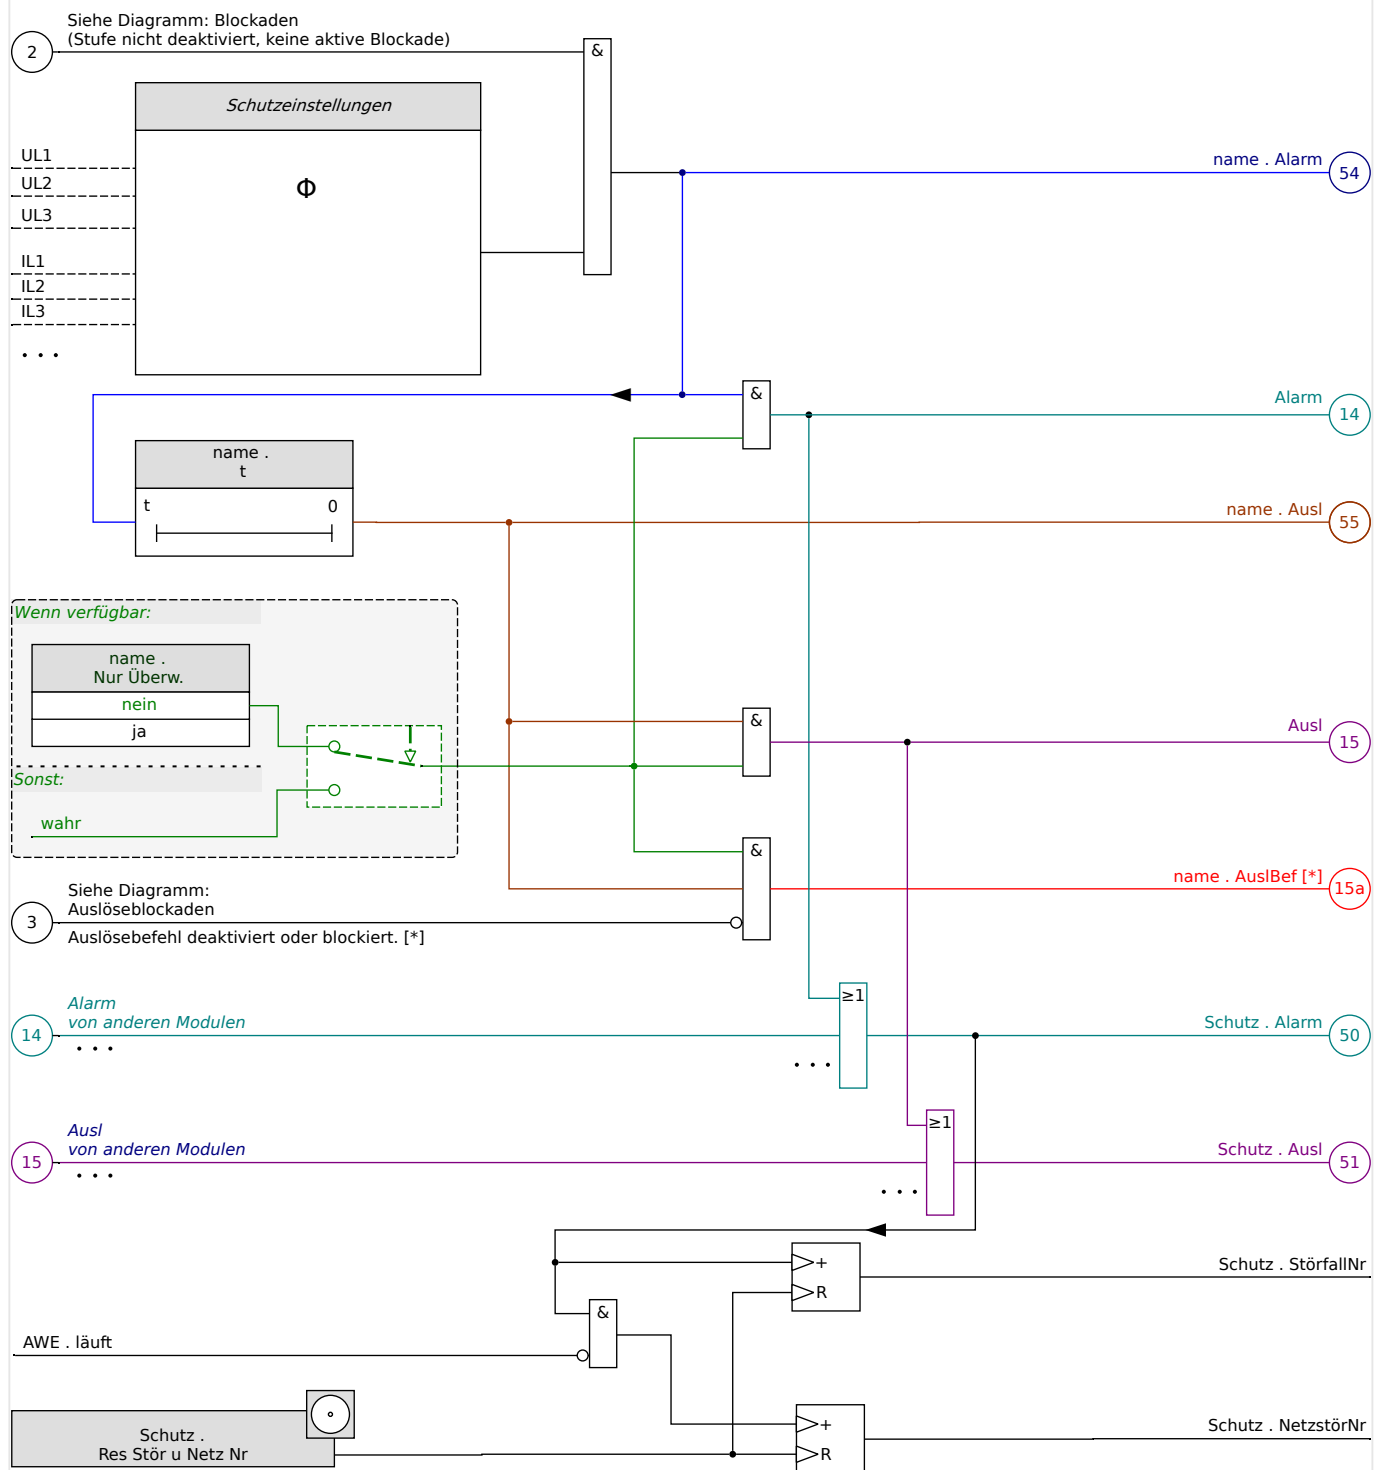 Siehe Diagramm: Blockaden
(Stufe nicht deaktiviert, keine aktive Blockade)
2
&
Schutzeinstellungen
Φ
UL1
UL2
UL3
IL1
IL2
IL3
. . .
name . Alarm
54
&
Alarm
14
name .
t
t 0
name . Ausl
55
Wenn verfügbar:
name .
Nur Überw.
nein
ja
Sonst:
wahr
&
Ausl
15
&
name . AuslBef [*]
15a
Siehe Diagramm:
Auslöseblockaden
3
Auslösebefehl deaktiviert oder blockiert. [*]
Alarm
von anderen Modulen
14
. . .
≥1
. . .
Schutz . Alarm
50
Ausl
von anderen Modulen
15
. . .
≥1
. . .
Schutz . Ausl
51
+
R
Schutz . StörfallNr
&
AWE . läuft
Schutz .
Res Stör u Netz Nr
+
R
Schutz . NetzstörNr